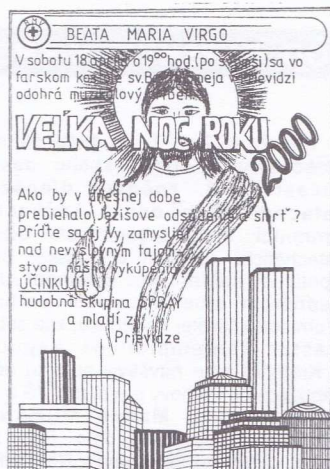 BEATA MARIA VIRGO
V sobotu 18.apríla o 19⁰⁰ hod.(po sv.omši)sa vo
farskom kostole sv.Bartolomeja v Prievidzi
odohrá muzikálový príbeh
VEĽKÁ NOC ROKU
2000
Ako by v dnešnej dobe
prebiehalo Ježišove odsúdenie a smrť?
Príďte sa aj Vy zamyslieť
nad nevýslovným tajom-
stvom nášho vykúpenia
ÚČINKUJÚ:
hudobná skupina SPRAY
a mladí z
Prievidze